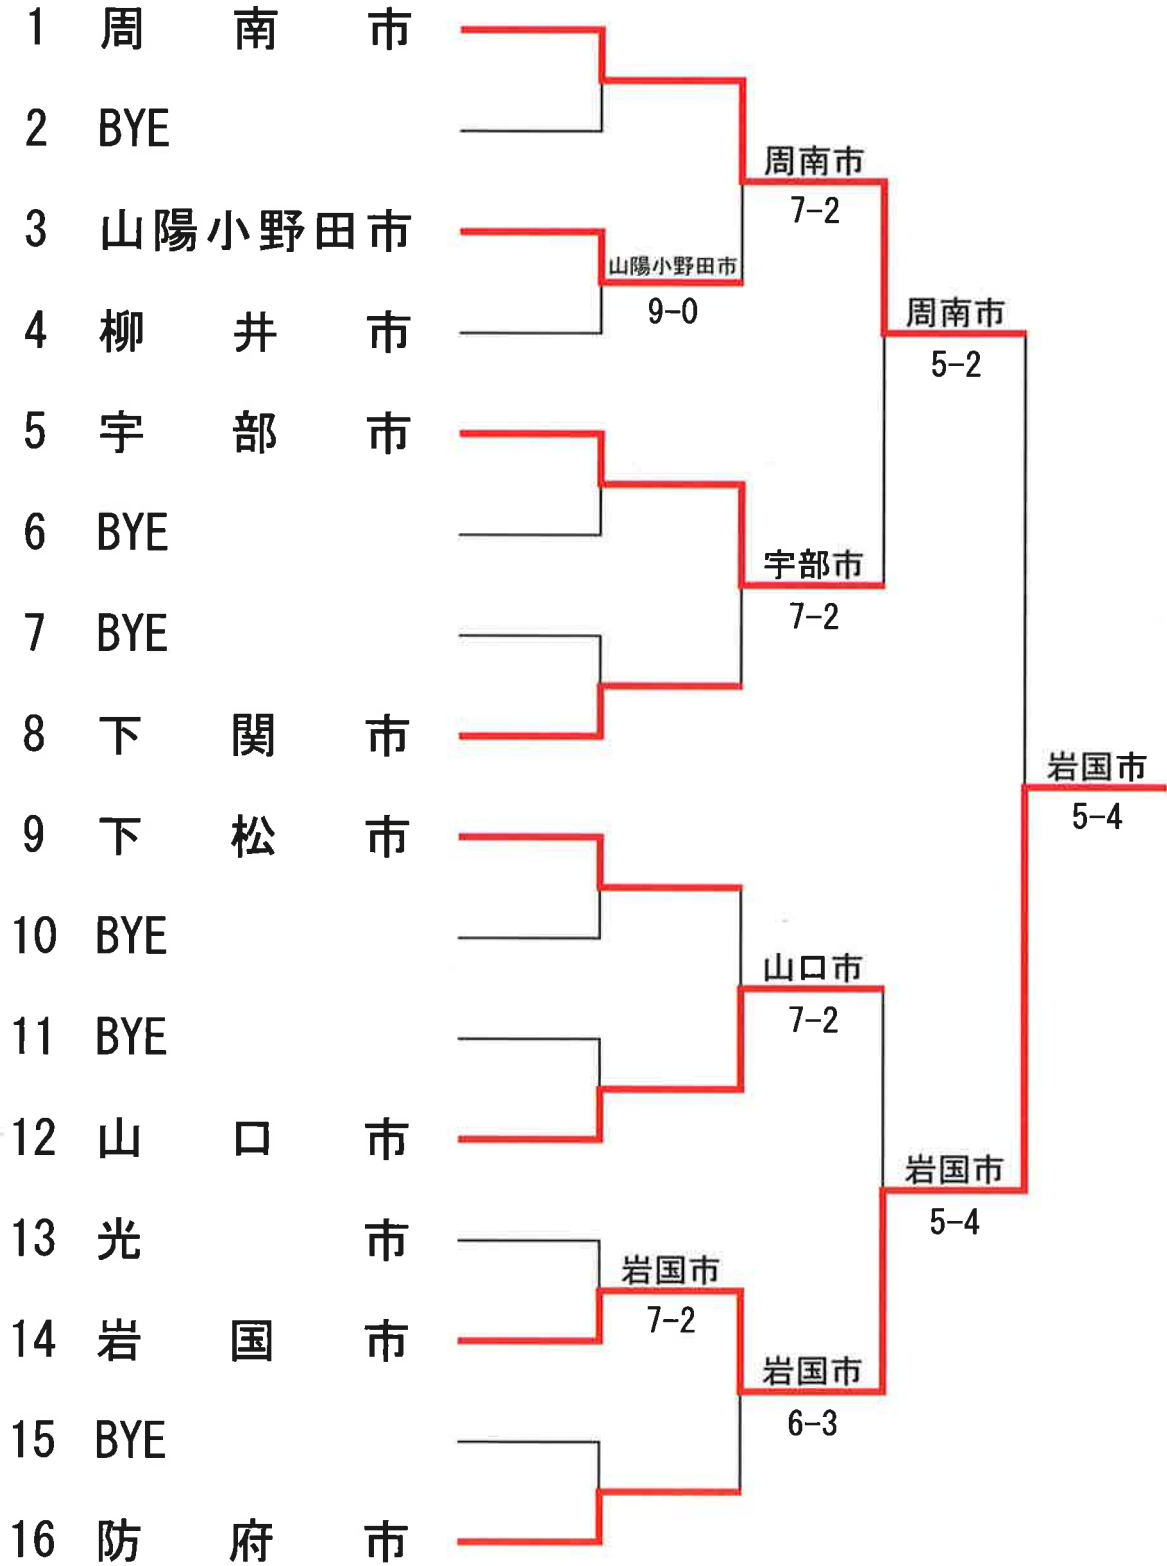 1 周南市
2 BYE
周南市
3 山陽小野田市
7-2
山陽小野田市
9-0
周南市
4 柳井市
5-2
5 宇部市
6 BYE
宇部市
7-2
7 BYE
8 下関市
岩国市
5-4
9 下松市
10 BYE
山口市
7-2
11 BYE
12 山口市
岩国市
5-4
13 光市
岩国市
7-2
14 岩国市
岩国市
6-3
15 BYE
16 防府市